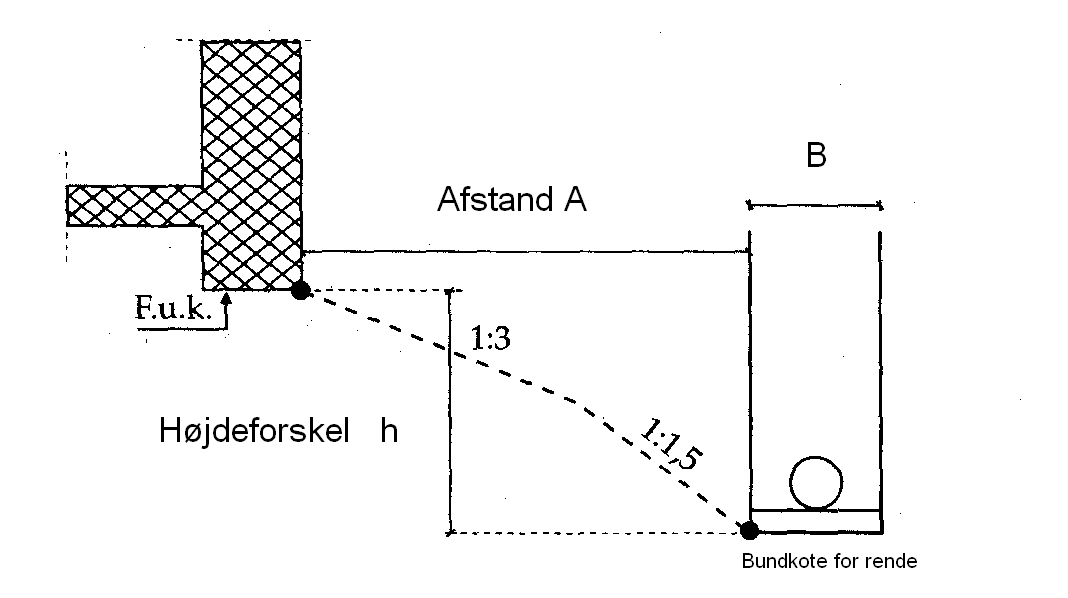 B
Afstand A
F.u.k.
1:3
Højdeforskel h
1:1,5
Bundkote for rende